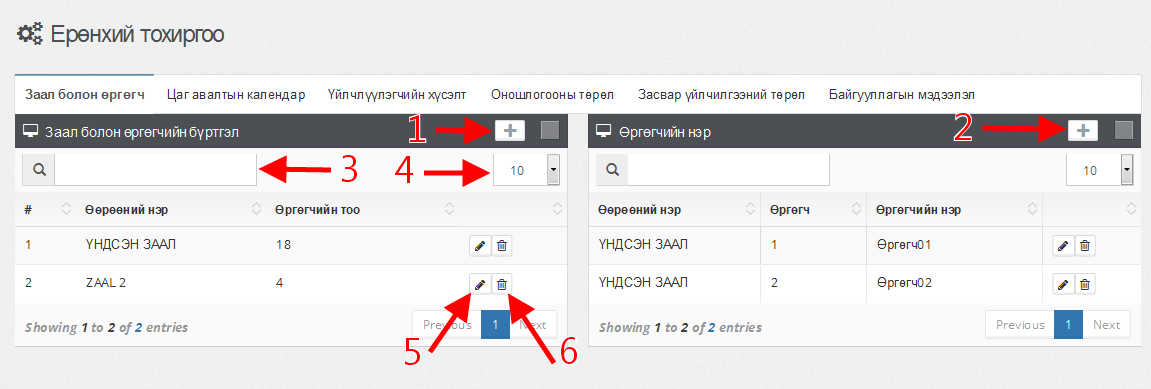 Ерөнхий тохиргоо
Заал болон өргөгч Цаг авалтын календар Үйлчлүүлэгчийн хүсэлт Оношлогооны төрөл Засвар үйлчилгээний төрөл Байгууллагын мэдээлэл
Заал болон өргөгчийн бүртгэл 1
3 4 10
# Өөрөөний нэр Өргөгчийн тоо
1 ҮНДСЭН ЗААЛ 18
2 ZAAL 2 4
Showing 1 to 2 of 2 entries Previous 1 Next
5 6
Өргөгчийн нэр 2
10
Өөрөөний нэр Өргөгч Өргөгчийн нэр
ҮНДСЭН ЗААЛ 1 Өргөгч01
ҮНДСЭН ЗААЛ 2 Өргөгч02
Showing 1 to 2 of 2 entries Previous 1 Next